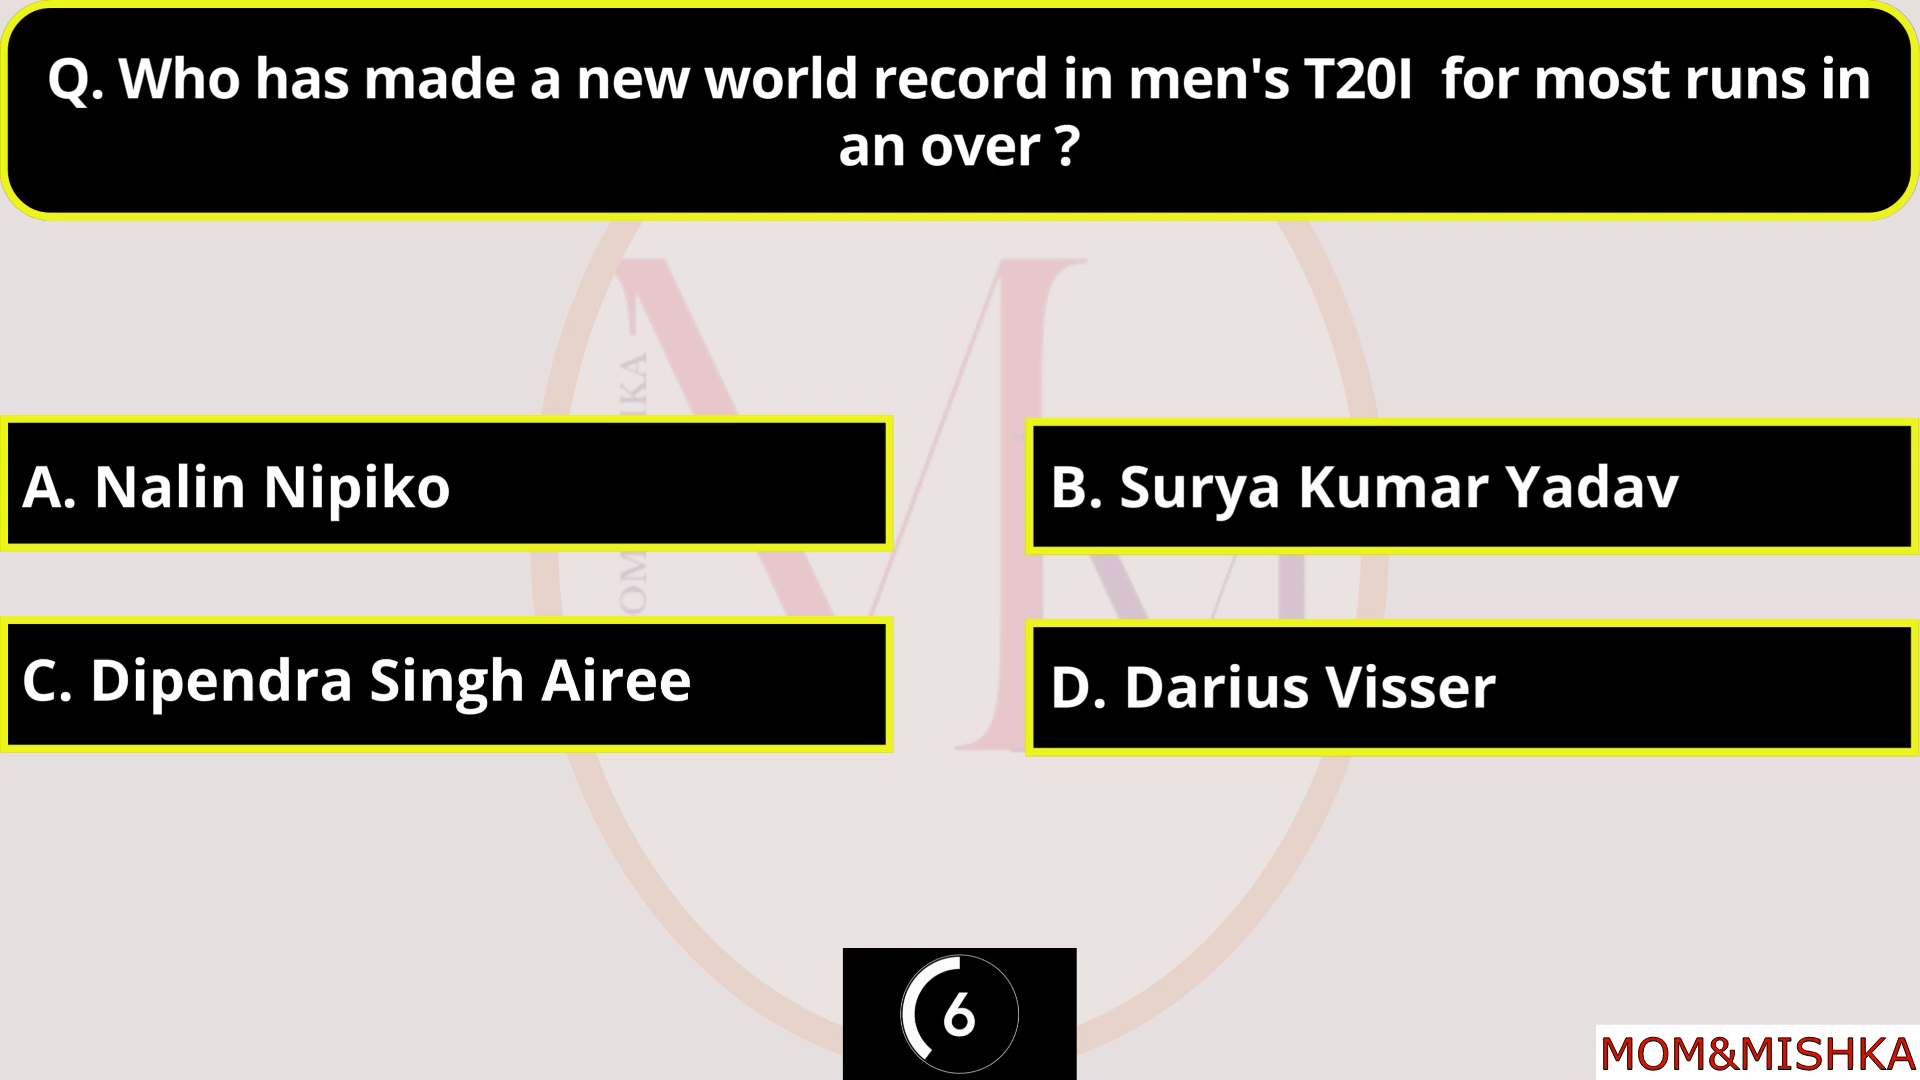 Q. Who has made a new world record in men's T20I  for most runs in
an over ?
A. Nalin Nipiko
B. Surya Kumar Yadav
C. Dipendra Singh Airee
D. Darius Visser
6
MOM&MISHKA